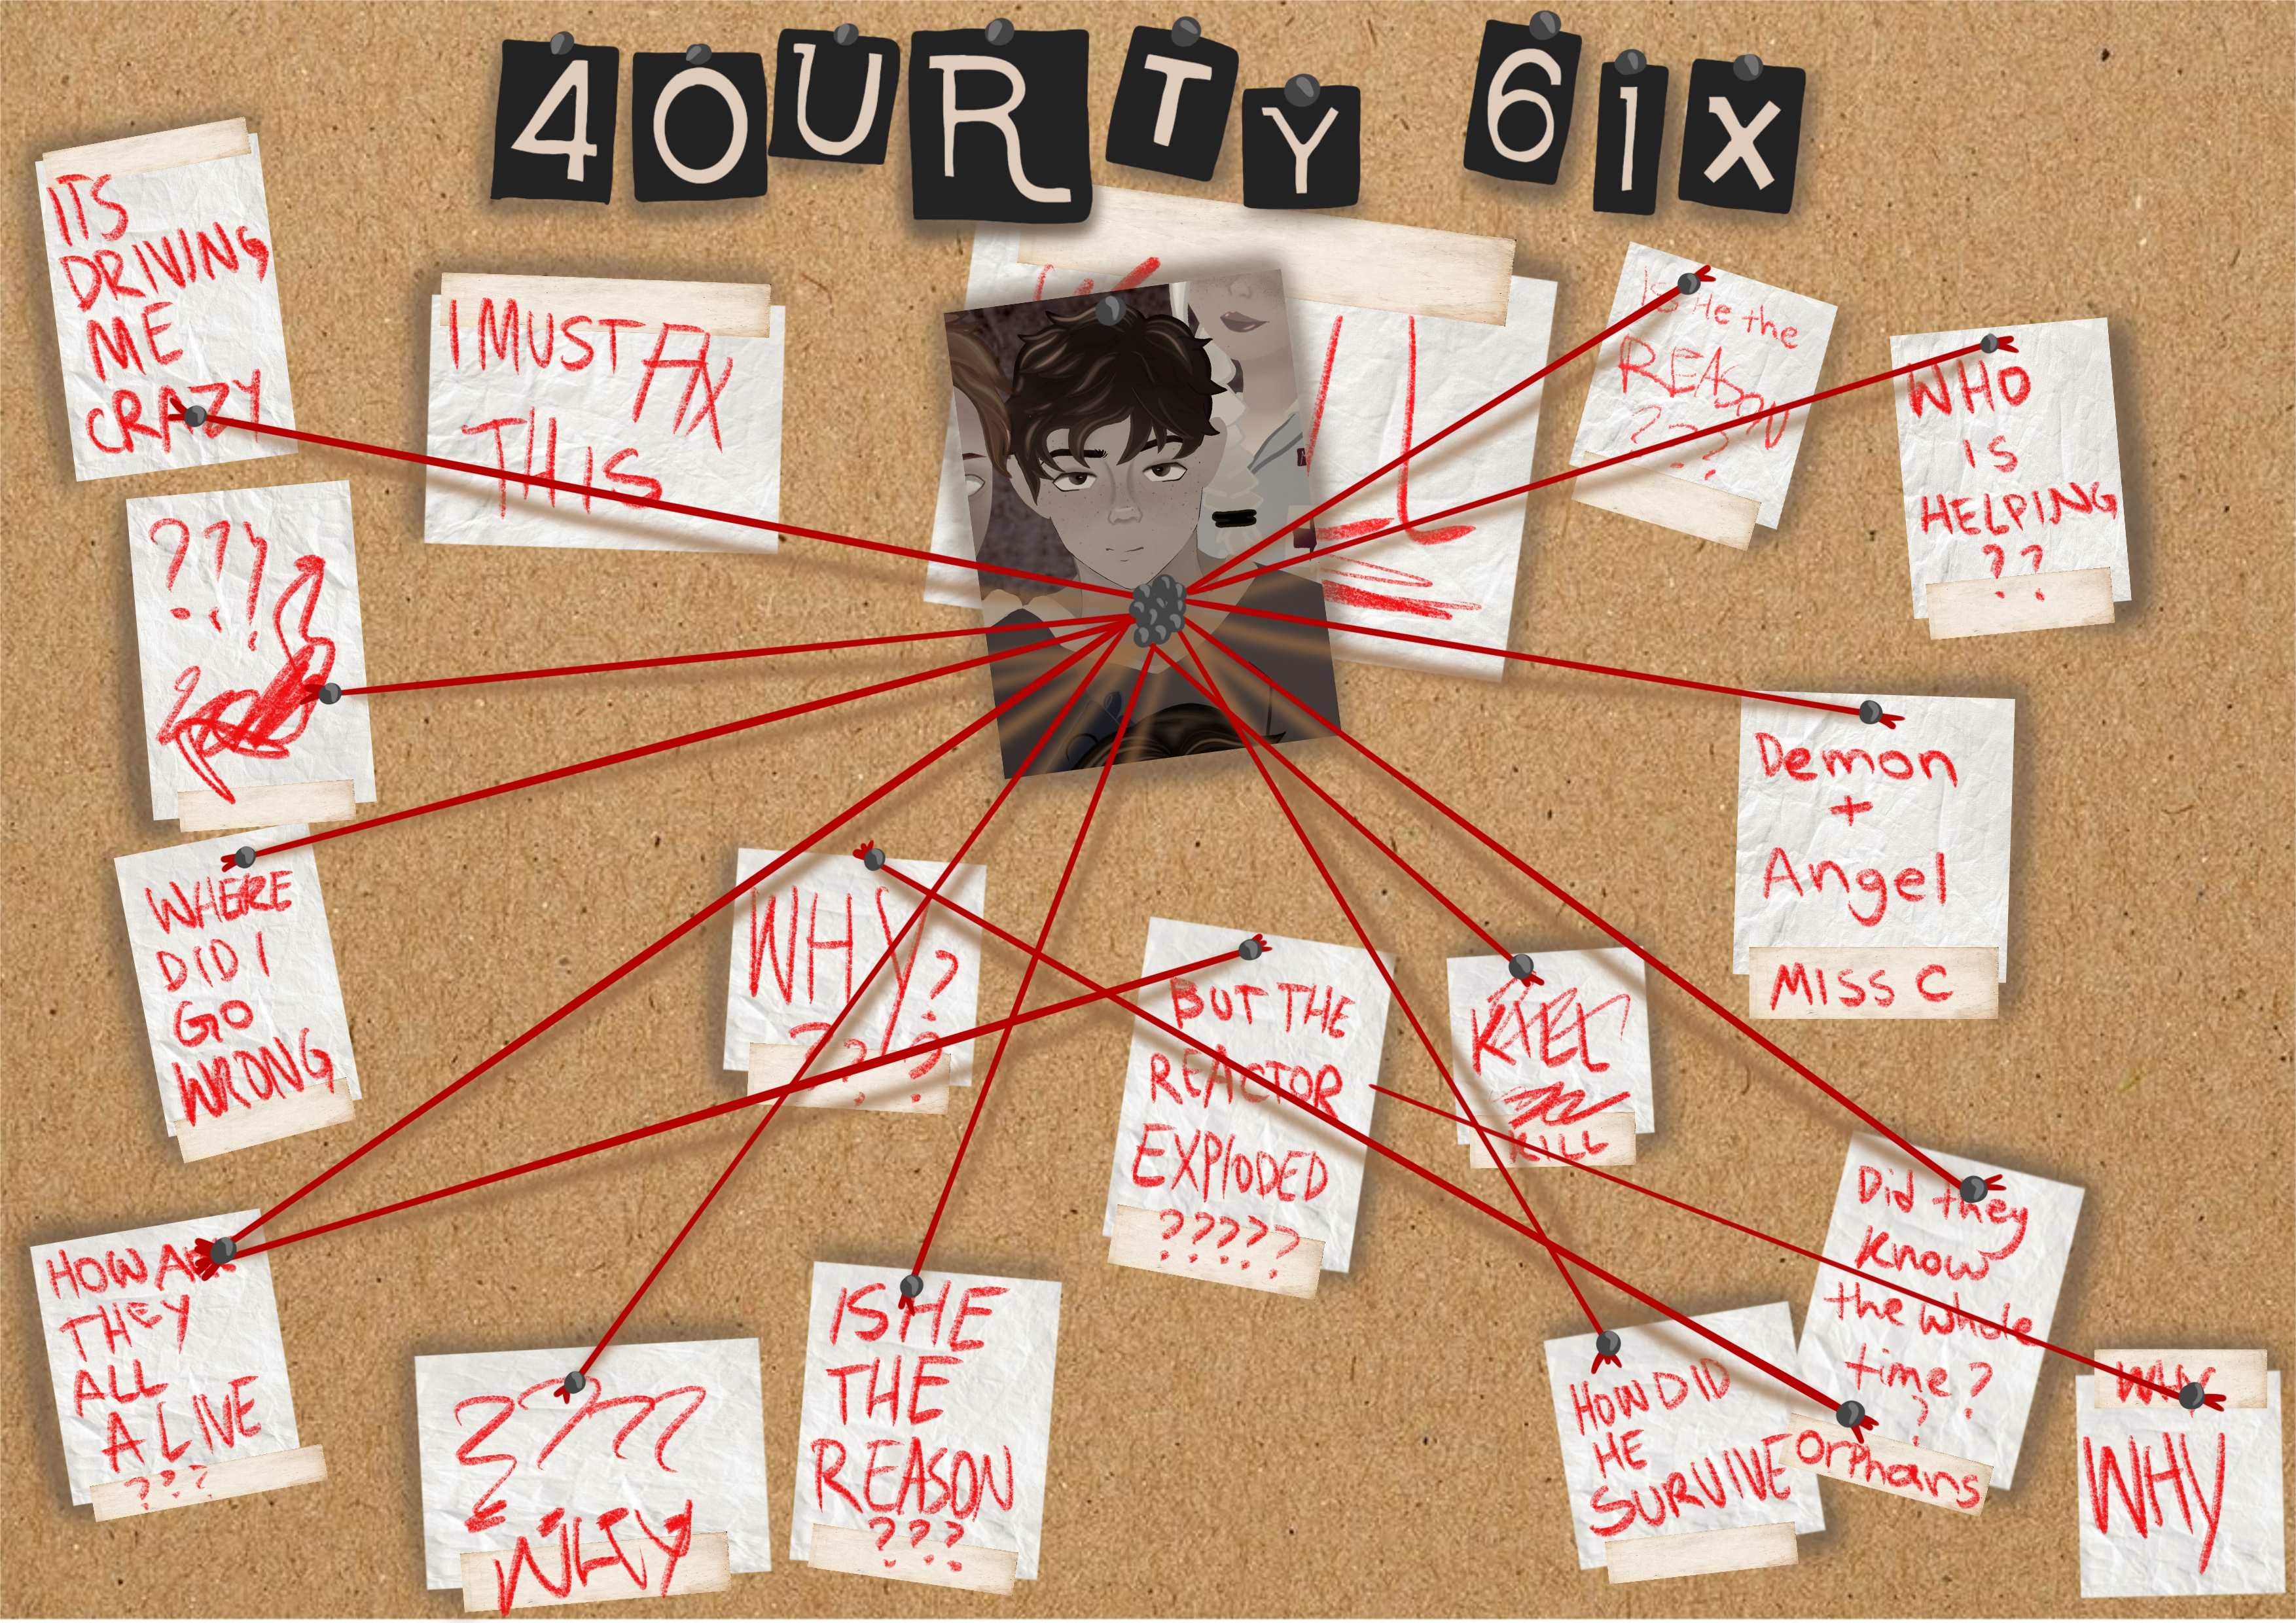 4OURTY 6IX
ITS
DRIVING
ME
CRAZY
I MUST FIX
THIS
LL
Is He the
REASON
???
WHO
IS
HELPING
??
???
?
WHERE
DID I
GO
WRONG
WHY?
???
BUT THE
REACTOR
EXPLODED
?????
KILL
Demon
+
Angel
MISS C
HOW ARE
THEY
ALL
ALIVE
???
????
WHY
IS HE
THE
REASON
???
HOW DID
HE
SURVIVE
Did they
Know
the whole
time?
?
Orphans
WHY
WHY